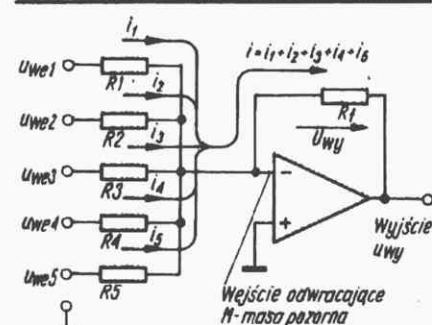 i₁
i=i₁+i₂+i₃+i₄+i₆
uwe1
R1
i₂
Rf
uwe2
R2
i₃
Uwy
uwe3
R3
i₄
−
uwe4
R4
i₅
+
Wyjście
uwy
uwe5
R5
Wejście odwracające
M-masa pozorna